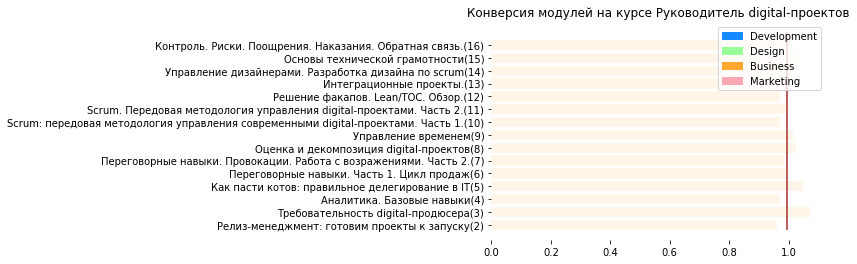 Конверсия модулей на курсе Руководитель digital-проектов
Development
Design
Business
Marketing
Контроль. Риски. Поощрения. Наказания. Обратная связь.(16)
Основы технической грамотности(15)
Управление дизайнерами. Разработка дизайна по scrum(14)
Интеграционные проекты.(13)
Решение факапов. Lean/TOC. Обзор.(12)
Scrum. Передовая методология управления digital-проектами. Часть 2.(11)
Scrum: передовая методология управления современными digital-проектами. Часть 1.(10)
Управление временем(9)
Оценка и декомпозиция digital-проектов(8)
Переговорные навыки. Провокации. Работа с возражениями. Часть 2.(7)
Переговорные навыки. Часть 1. Цикл продаж(6)
Как пасти котов: правильное делегирование в IT(5)
Аналитика. Базовые навыки(4)
Требовательность digital-продюсера(3)
Релиз-менеджмент: готовим проекты к запуску(2)
0.0 0.2 0.4 0.6 0.8 1.0